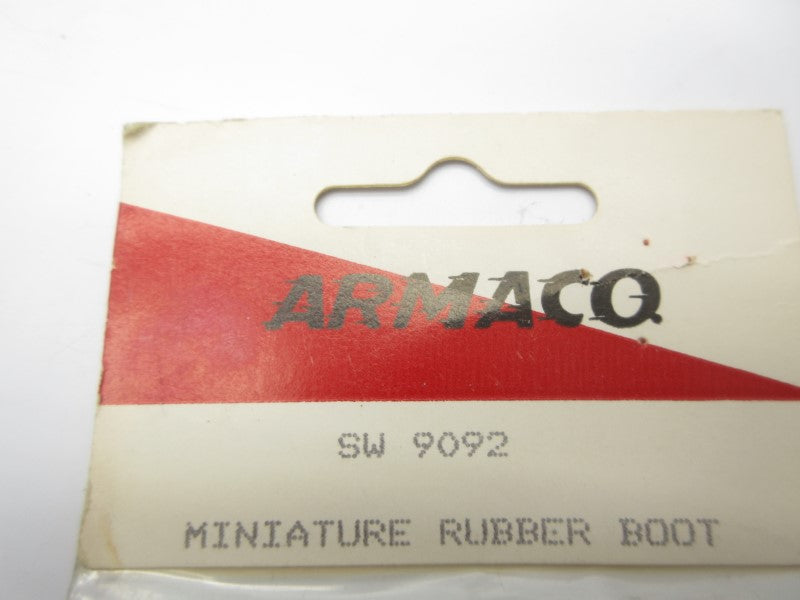 ARMACO
SW 9092
MINIATURE RUBBER BOOT